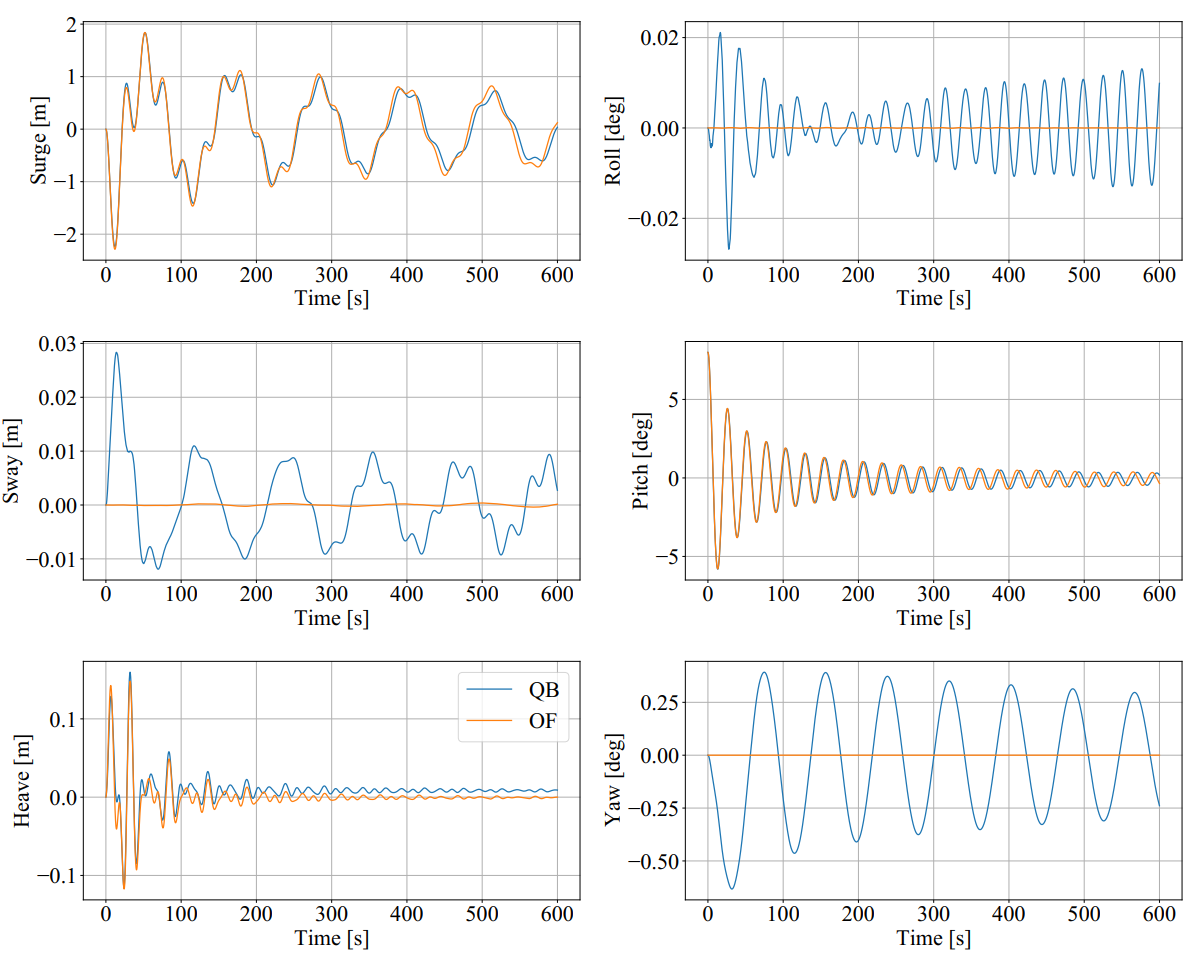 Surge [m]
2
1
0
−1
−2
0 100 200 300 400 500 600
Time [s]
Roll [deg]
0.02
0.00
−0.02
0 100 200 300 400 500 600
Time [s]
Sway [m]
0.03
0.02
0.01
0.00
−0.01
0 100 200 300 400 500 600
Time [s]
Pitch [deg]
5
0
−5
0 100 200 300 400 500 600
Time [s]
Heave [m]
0.1
0.0
−0.1
QB
OF
0 100 200 300 400 500 600
Time [s]
Yaw [deg]
0.25
0.00
−0.25
−0.50
0 100 200 300 400 500 600
Time [s]